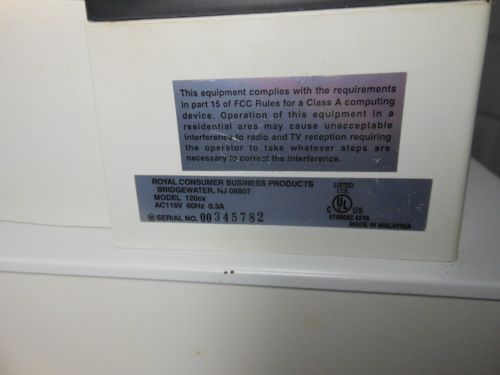 This equipment complies with the requirements
in part 15 of FCC Rules for a Class A computing
device. Operation of this equipment in a
residential area may cause unacceptable
interference to radio and TV reception requiring
the operator to take whatever steps are
necessary to correct the interference.
ROYAL CONSUMER BUSINESS PRODUCTS
BRIDGEWATER, NJ 08807
MODEL 120cx
AC115V 60Hz 0.3A
SERIAL NO. 00345782
LISTED
I.T.E.
C UL US
E180002 42YA
MADE IN MALAYSIA